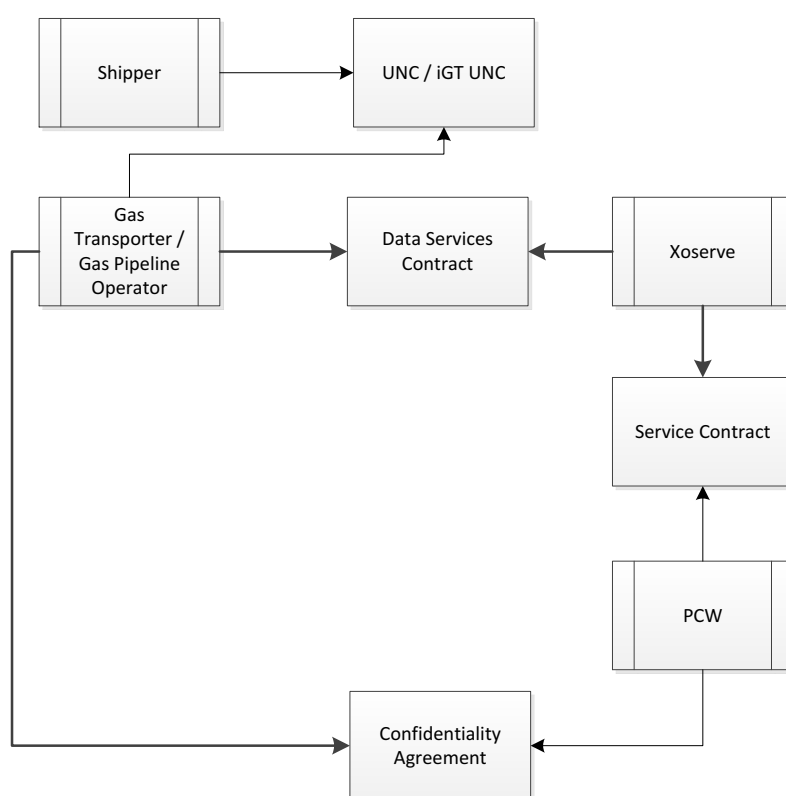 Shipper
UNC / iGT UNC
Gas
Transporter /
Gas Pipeline
Operator
Data Services
Contract
Xoserve
Service Contract
PCW
Confidentiality
Agreement